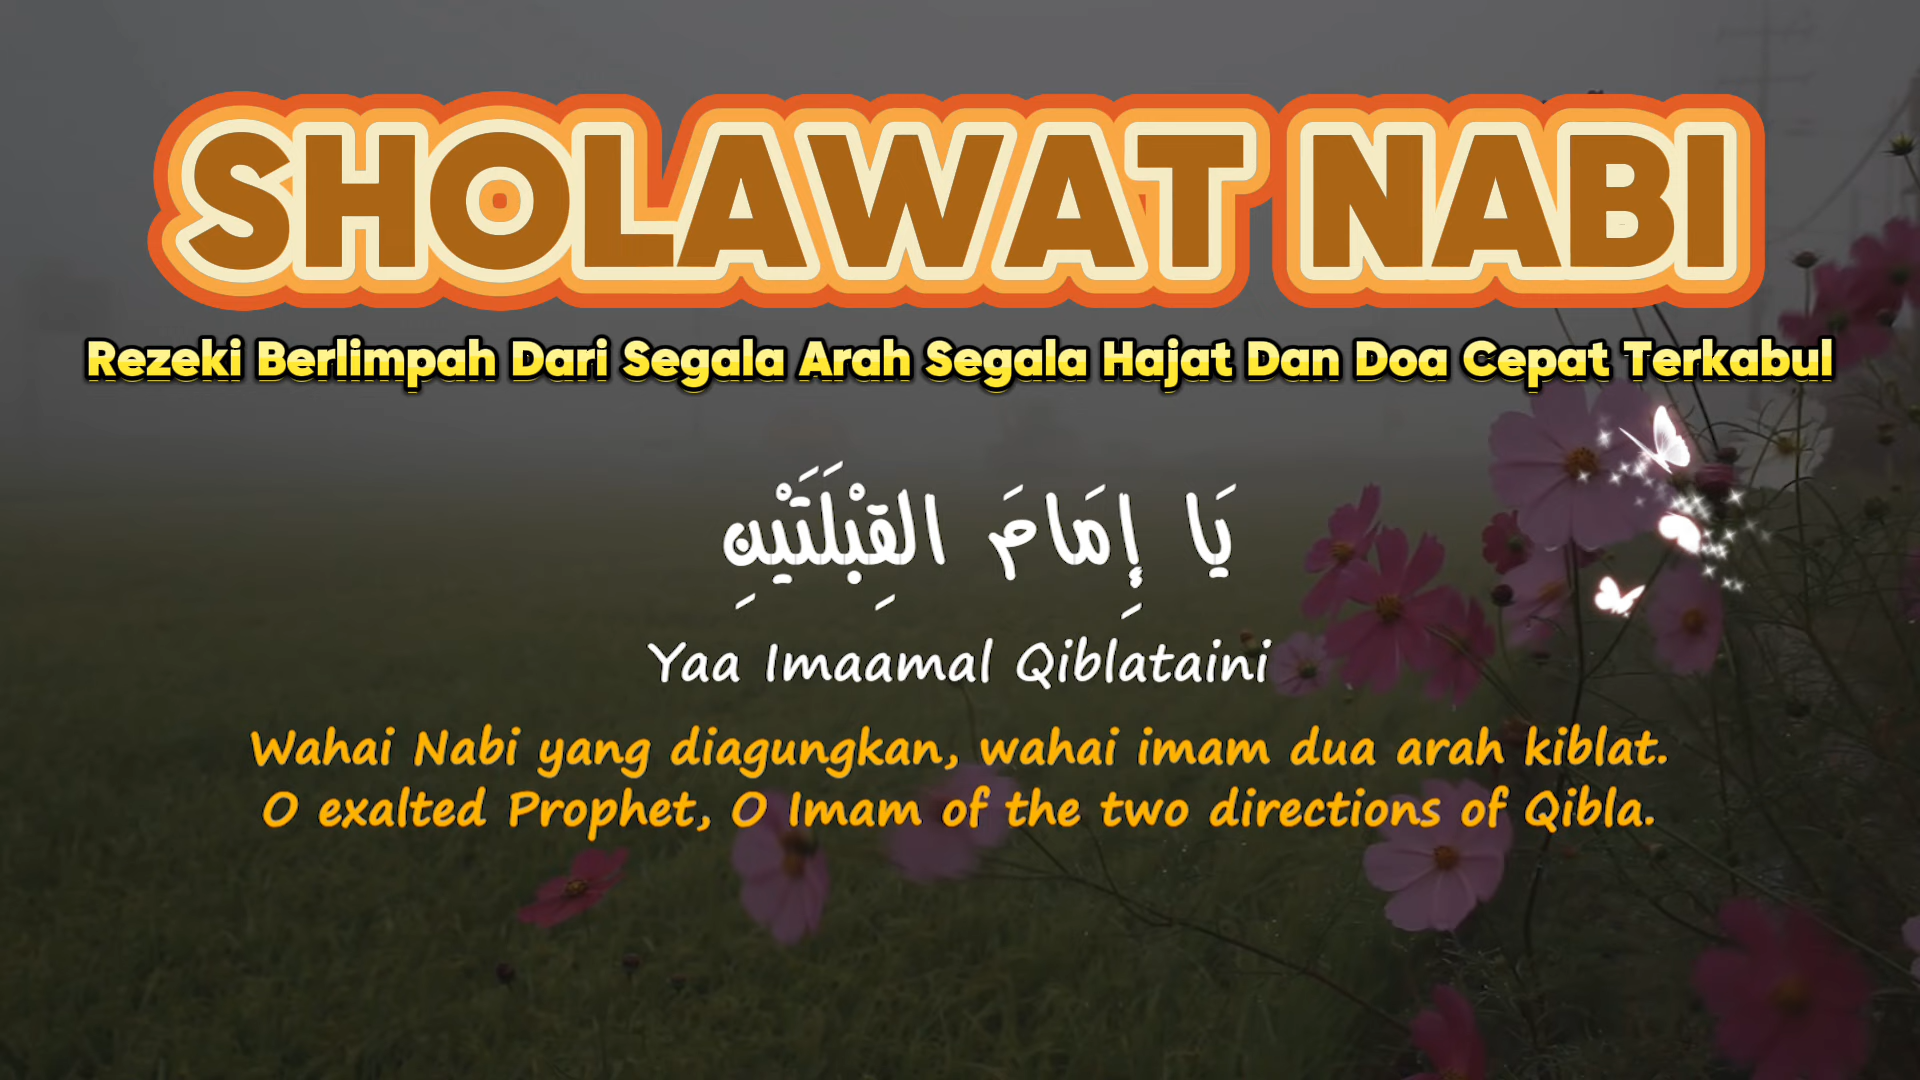 SHOLAWAT NABI
Rezeki Berlimpah Dari Segala Arah Segala Hajat Dan Doa Cepat Terkabul
يَا إِمَامَ القِبْلَتَيْنِ
Yaa Imaamal Qiblataini
Wahai Nabi yang diagungkan, wahai imam dua arah kiblat.
O exalted Prophet, O Imam of the two directions of Qibla.